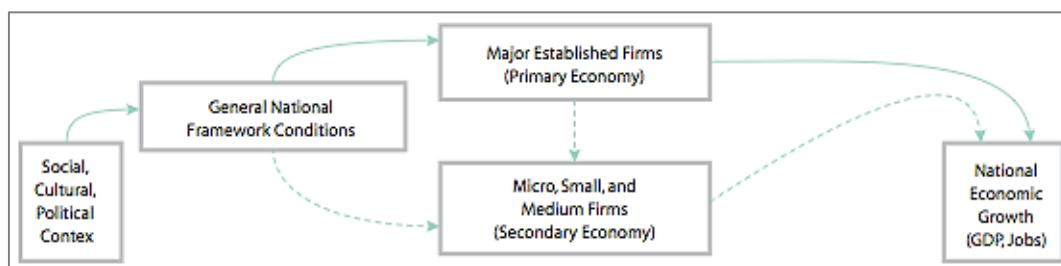 Major Established Firms
(Primary Economy)
General National
Framework Conditions
Social,
Cultural,
Political
Contex
Micro, Small, and
Medium Firms
(Secondary Economy)
National
Economic
Growth
(GDP, Jobs)